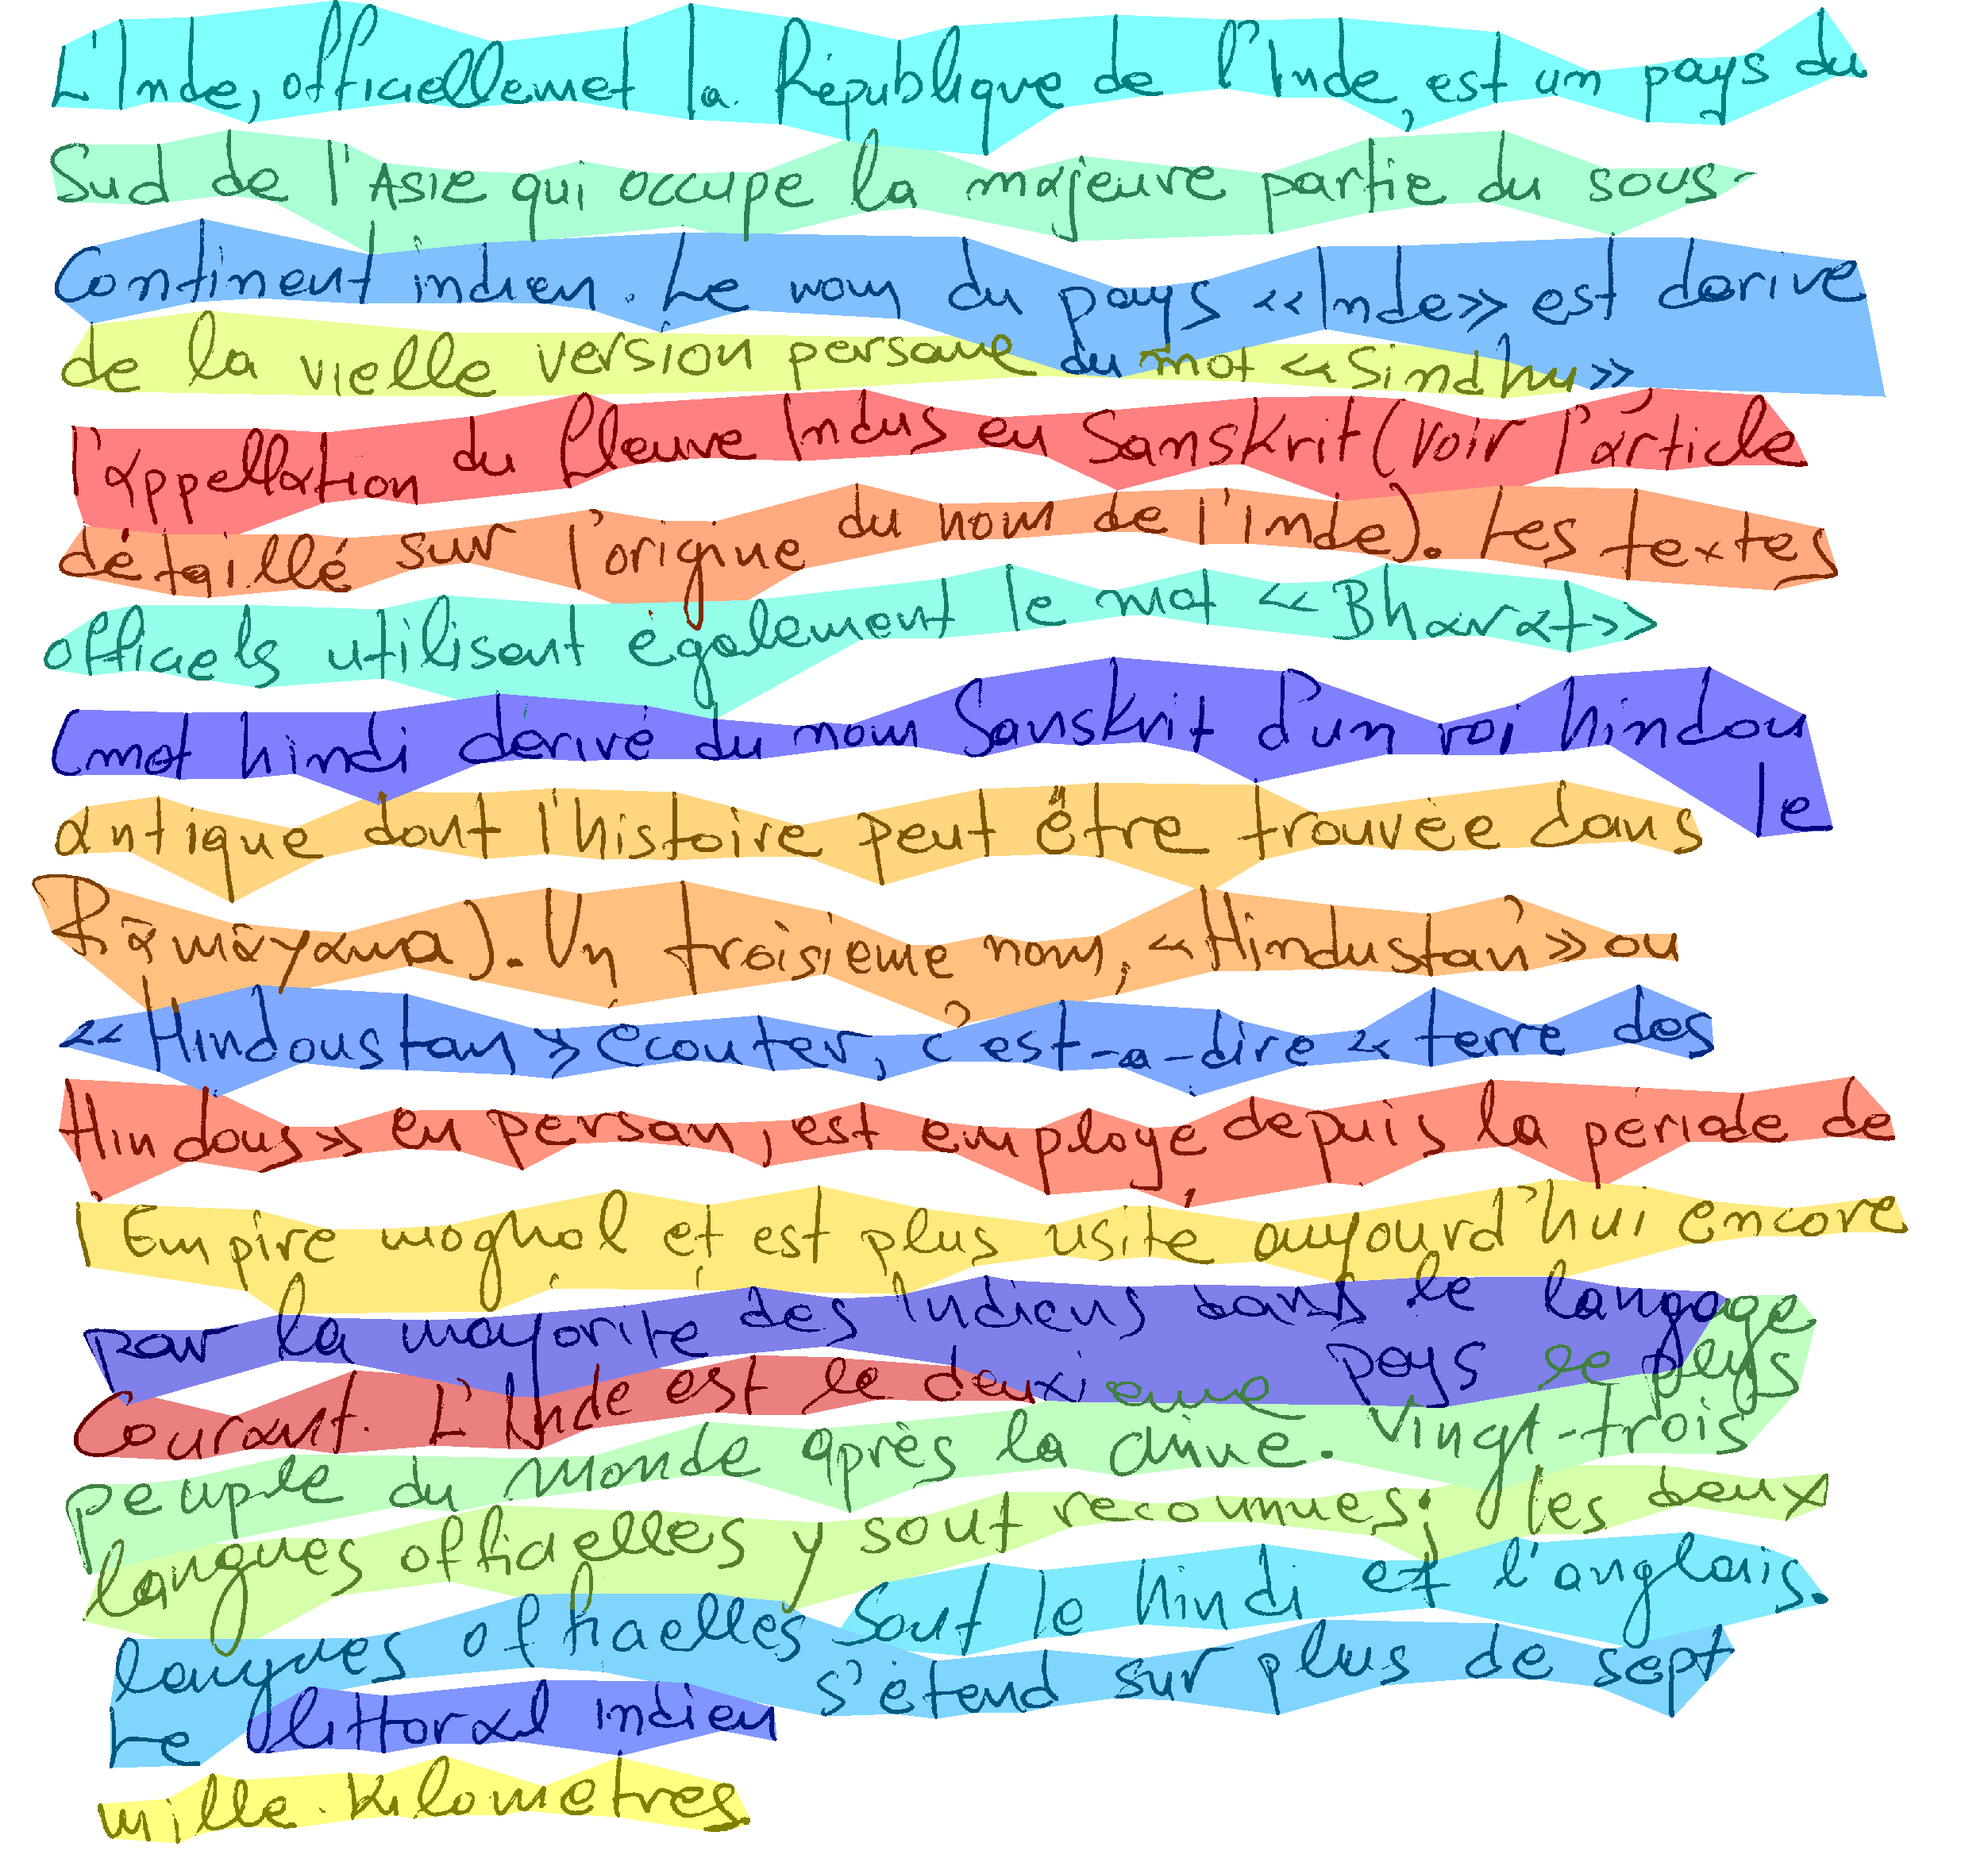 L'Inde, officiellemet la République de l'Inde, est un pays du
Sud de l'Asie qui occupe la majeure partie du sous-
Continent indien. Le nom du pays «Inde» est dérive
de la vielle version persane du mot «Sindhu»,
l'appellation du fleuve Indus en Sanskrit (voir l'article
détaillé sur l'origine du nom de l'Inde). Les textes
officiels utilisent également le mot «Bharat»
(mot hindi dérivé du nom Sanskrit d'un roi hindou
le
antique dont l'histoire peut être trouvée dans
Rāmāyana). Un troisième nom, «Hindustan» ou
«Hindoustan» écouter, c'est-a-dire « terre des
Hindous» en persan, est employé depuis la période de
l'Empire moghol et est plus usité aujourd'hui encore
par la majorité des Indiens dans le langage
Courant. L'Inde est le deuxième pays le plus
peuple du monde après la chine. Vingt-trois
langues officielles y sont reconnues; les deux
langues officielles sont le hindi et l'anglais.
Le littoral indien s'étend sur plus de sept
mille kilomètres.